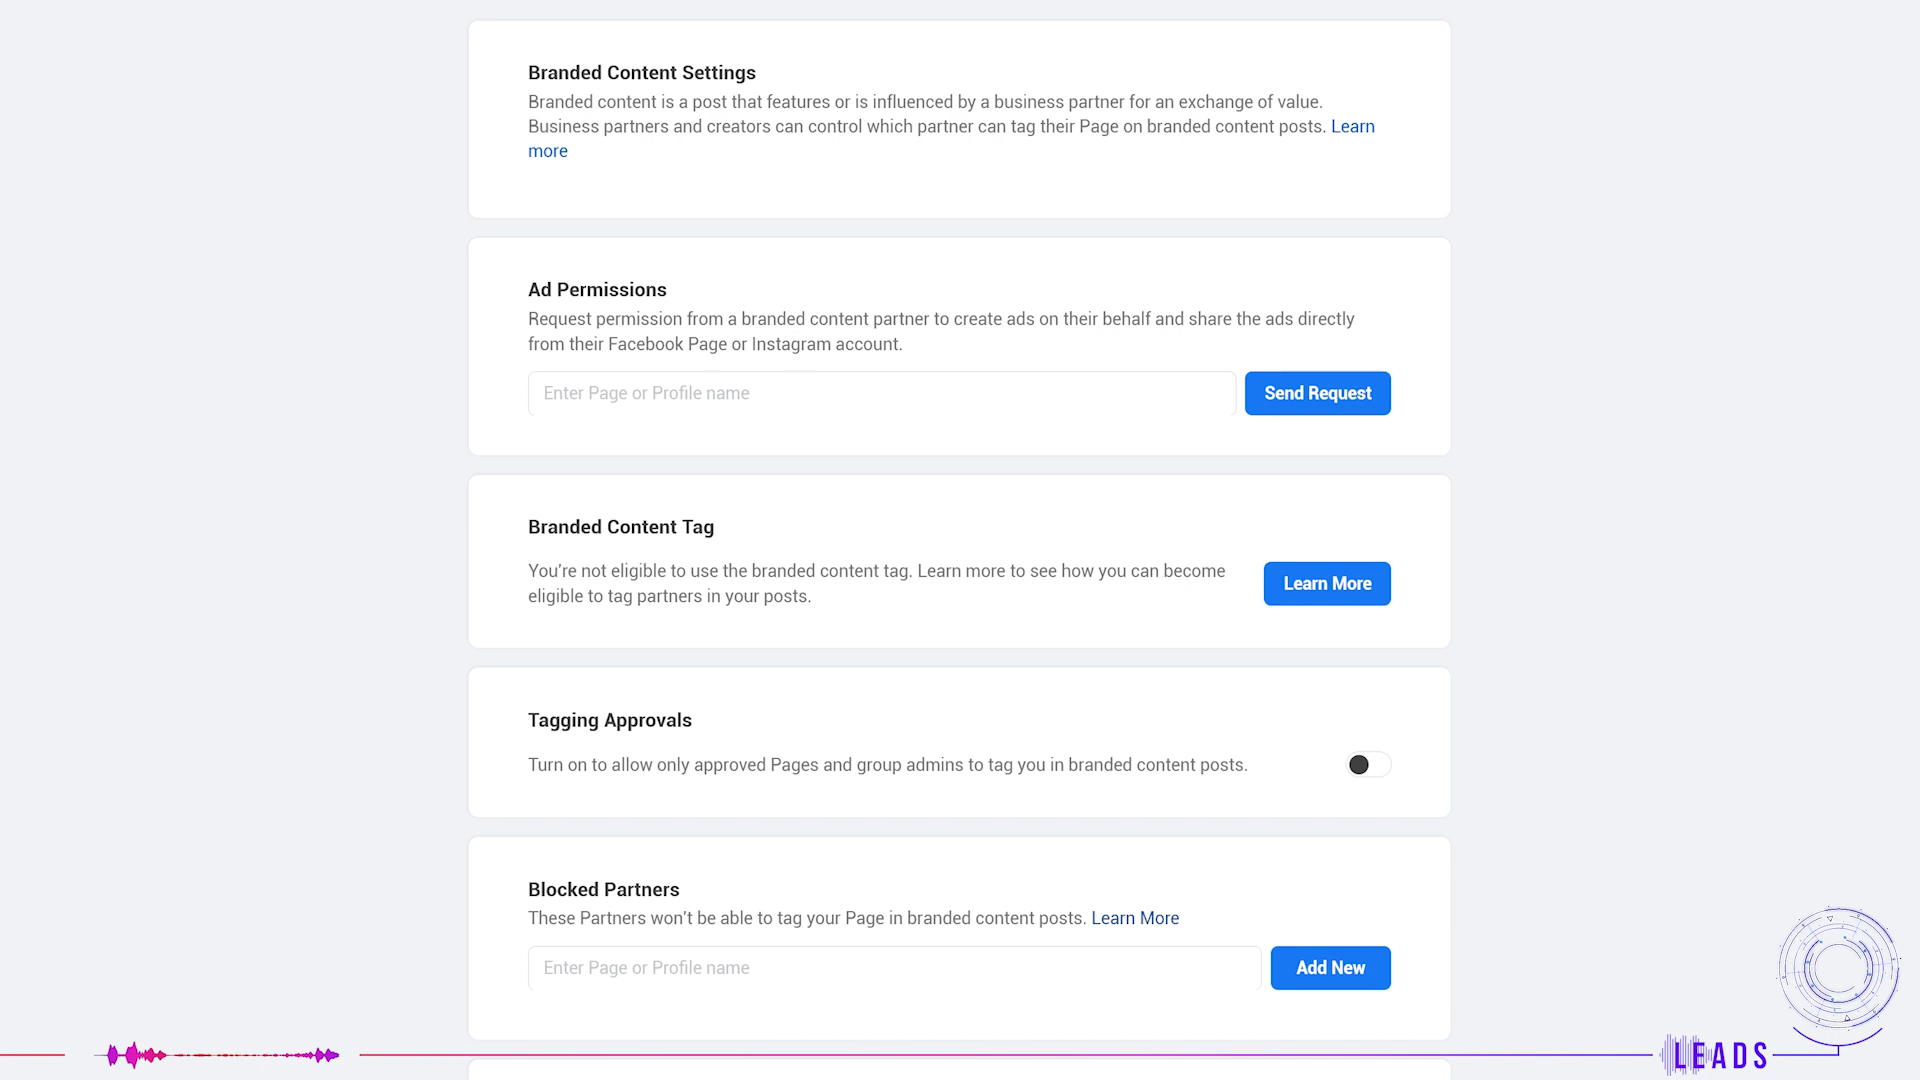 Branded Content Settings
Branded content is a post that features or is influenced by a business partner for an exchange of value.
Business partners and creators can control which partner can tag their Page on branded content posts. Learn
more
Ad Permissions
Request permission from a branded content partner to create ads on their behalf and share the ads directly
from their Facebook Page or Instagram account.
Enter Page or Profile name
Send Request
Branded Content Tag
You're not eligible to use the branded content tag. Learn more to see how you can become
eligible to tag partners in your posts.
Learn More
Tagging Approvals
Turn on to allow only approved Pages and group admins to tag you in branded content posts.
Blocked Partners
These Partners won't be able to tag your Page in branded content posts. Learn More
Enter Page or Profile name
Add New
LEADS